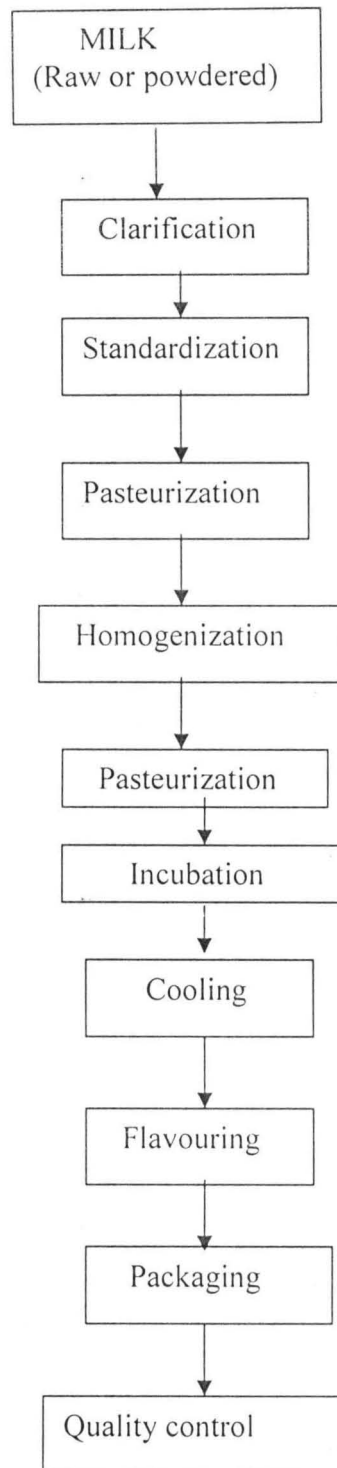 MILK
(Raw or powdered)
Clarification
Standardization
Pasteurization
Homogenization
Pasteurization
Incubation
Cooling
Flavouring
Packaging
Quality control